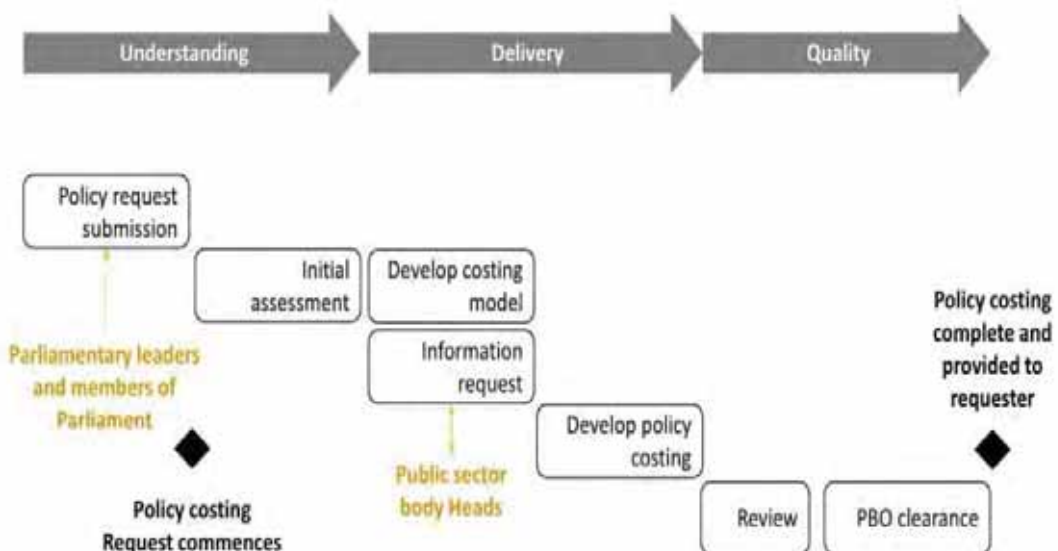 Understanding
Delivery
Quality
Policy request
submission
Initial
assessment
Develop costing
model
Parliamentary leaders
and members of
Parliament
Information
request
Policy costing
complete and
provided to
requester
Develop policy
costing
Public sector
body Heads
Policy costing
Request commences
Review
PBO clearance